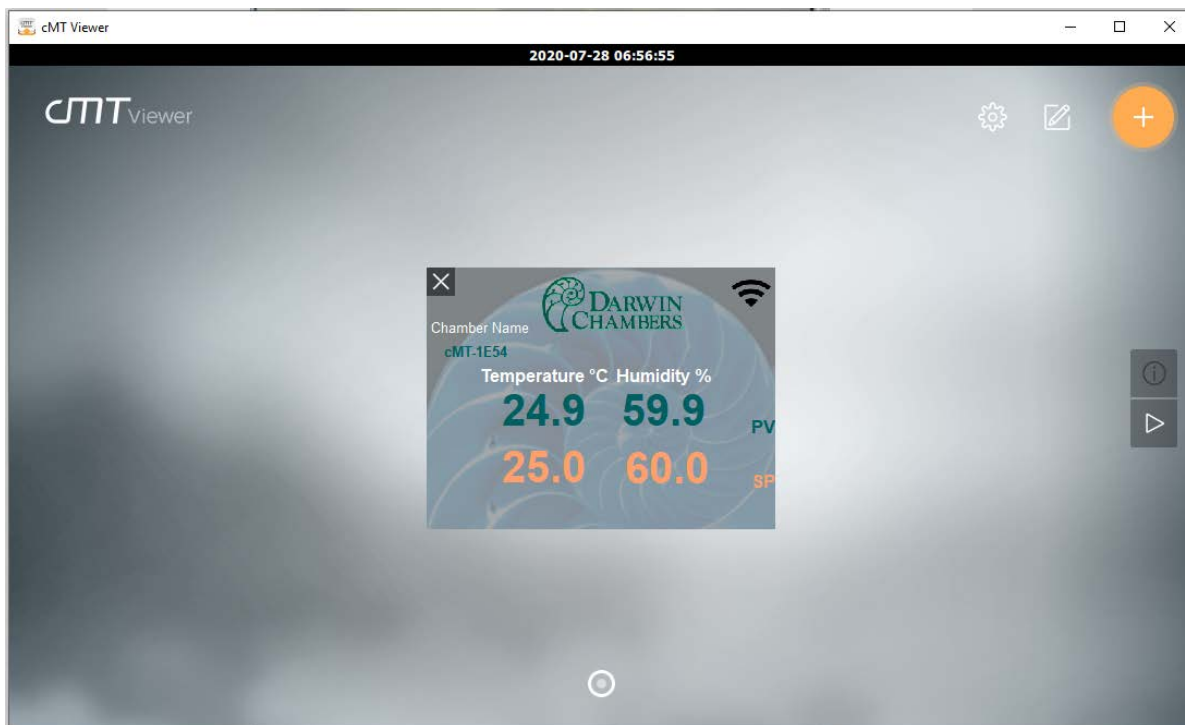 cMT Viewer
2020-07-28 06:56:55
cMT Viewer
DARWIN
CHAMBERS
Chamber Name
cMT-1E54
Temperature °C Humidity %
24.9 59.9 PV
25.0 60.0 SP